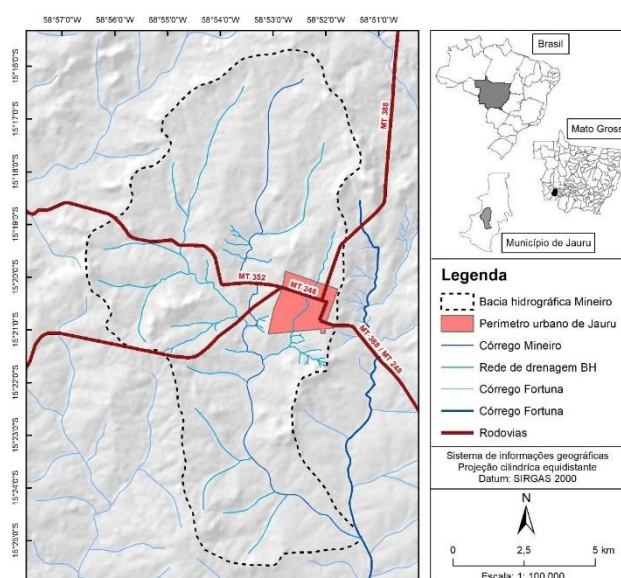 58°57'0"W 58°56'0"W 58°55'0"W 58°54'0"W 58°53'0"W 58°52'0"W 58°51'0"W
15°16'0"S
15°17'0"S
15°18'0"S
15°19'0"S
15°20'0"S
15°21'0"S
15°22'0"S
15°23'0"S
15°24'0"S
15°25'0"S
MT 388
MT 352
MT 248
MT 388 / MT 248
Brasil
Mato Gross
Município de Jauru
Legenda
Bacia hidrográfica Mineiro
Perímetro urbano de Jauru
Córrego Mineiro
Rede de drenagem BH
Córrego Fortuna
Córrego Fortuna
Rodovias
Sistema de informações geográficas
Projeção cilíndrica equidistante
Datum: SIRGAS 2000
N
0 2,5 5 km
Escala: 1: 100.000